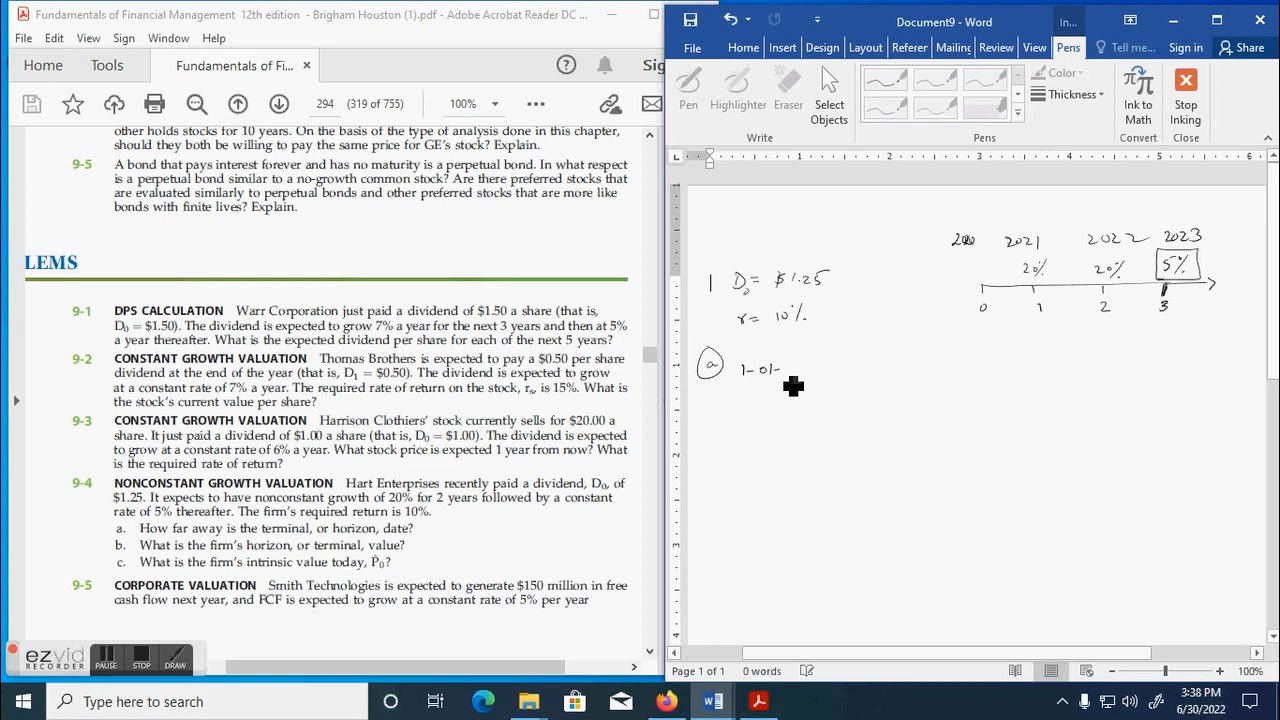 Fundamentals of Financial Management 12th edition - Brigham Houston (1).pdf - Adobe Acrobat Reader DC ...
File Edit View Sign Window Help
Home Tools Fundamentals of Fi... × Sig
294 (319 of 755) 100%
other holds stocks for 10 years. On the basis of the type of analysis done in this chapter,
should they both be willing to pay the same price for GE's stock? Explain.
9-5 A bond that pays interest forever and has no maturity is a perpetual bond. In what respect
is a perpetual bond similar to a no-growth common stock? Are there preferred stocks that
are evaluated similarly to perpetual bonds and other preferred stocks that are more like
bonds with finite lives? Explain.
LEMS
9-1 DPS CALCULATION Warr Corporation just paid a dividend of $1.50 a share (that is,
D0 = $1.50). The dividend is expected to grow 7% a year for the next 3 years and then at 5%
a year thereafter. What is the expected dividend per share for each of the next 5 years?
9-2 CONSTANT GROWTH VALUATION Thomas Brothers is expected to pay a $0.50 per share
dividend at the end of the year (that is, D1 = $0.50). The dividend is expected to grow
at a constant rate of 7% a year. The required rate of return on the stock, rs, is 15%. What is
the stock's current value per share?
9-3 CONSTANT GROWTH VALUATION Harrison Clothiers' stock currently sells for $20.00 a
share. It just paid a dividend of $1.00 a share (that is, D0 = $1.00). The dividend is expected
to grow at a constant rate of 6% a year. What stock price is expected 1 year from now? What
is the required rate of return?
9-4 NONCONSTANT GROWTH VALUATION Hart Enterprises recently paid a dividend, D0, of
$1.25. It expects to have nonconstant growth of 20% for 2 years followed by a constant
rate of 5% thereafter. The firm's required return is 10%.
a. How far away is the terminal, or horizon, date?
b. What is the firm's horizon, or terminal, value?
c. What is the firm's intrinsic value today, P̂0?
9-5 CORPORATE VALUATION Smith Technologies is expected to generate $150 million in free
cash flow next year, and FCF is expected to grow at a constant rate of 5% per year
ezvid
RECORDER
PAUSE STOP DRAW
Document9 - Word In...
File Home Insert Design Layout Referer Mailing Review View Pens Tell me... Sign in Share
Pen Highlighter Eraser Select Objects
Color
Thickness
Ink to Math
Stop Inking
Write Pens Convert Close
1 2 3 4 5 6
2021 2022 2023
20% 20% 5%
0 1 2 3
1 D0 = $1.25
r = 10%
a 1-01-
Page 1 of 1 0 words 100%
Type here to search
3:38 PM
6/30/2022